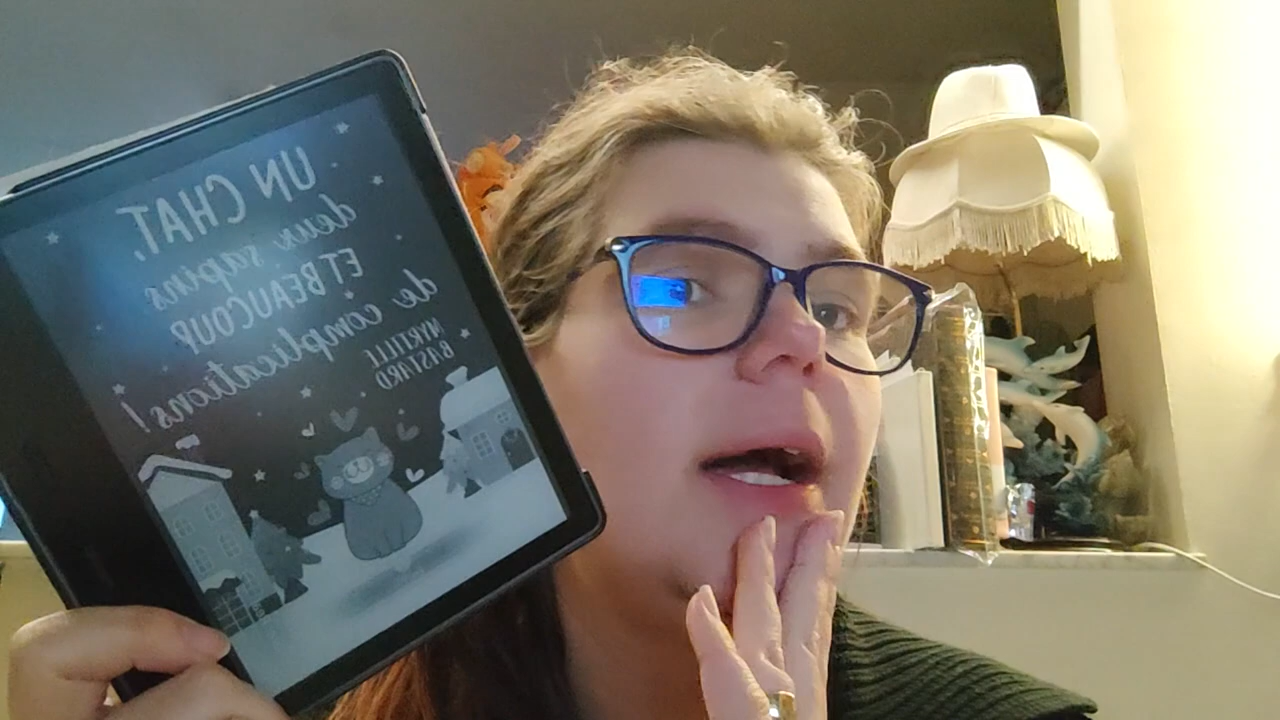 UN CHAT,
deux sapins
ET BEAUCOUP
de complications !
MYRTILLE
BASTARD